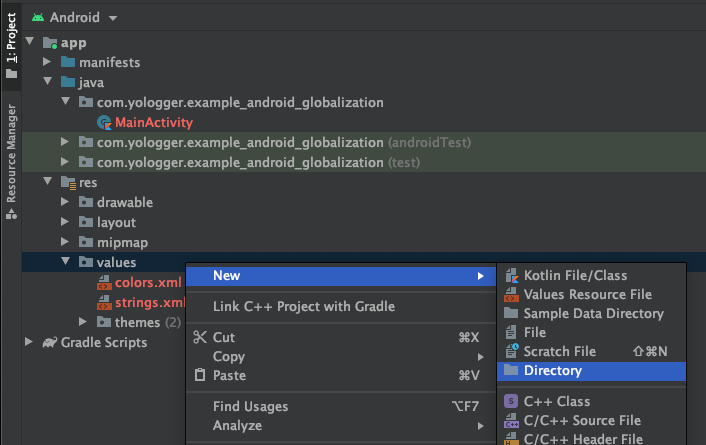 Android
1: Project
Resource Manager
app
manifests
java
com.yologger.example_android_globalization
MainActivity
com.yologger.example_android_globalization (androidTest)
com.yologger.example_android_globalization (test)
res
drawable
layout
mipmap
values
colors.xml
strings.xml
themes (2)
Gradle Scripts
New
Link C++ Project with Gradle
Cut ⌘X
Copy
Paste ⌘V
Find Usages ⌥F7
Analyze
Kotlin File/Class
Values Resource File
Sample Data Directory
File
Scratch File ⇧⌘N
Directory
C++ Class
C/C++ Source File
C/C++ Header File